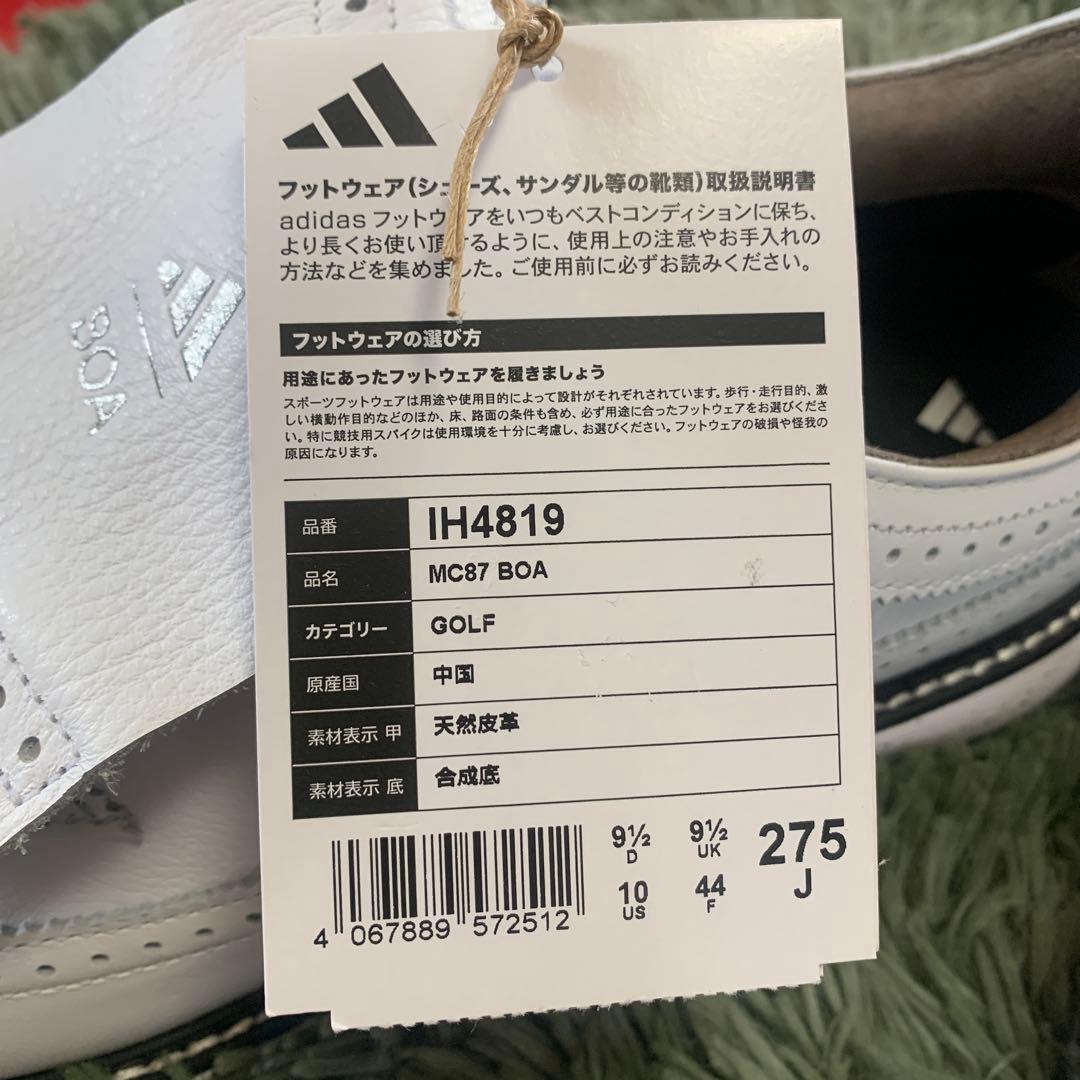 フットウェア(シューズ、サンダル等の靴類)取扱説明書
adidas フットウェアをいつもベストコンディションに保ち、
より長くお使い頂けるように、使用上の注意やお手入れの
方法などを集めました。ご使用前に必ずお読みください。
フットウェアの選び方
用途にあったフットウェアを履きましょう
スポーツフットウェアは用途や使用目的によって設計がそれぞれされています。歩行・走行目的、激
しい横動作目的などのほか、床、路面の条件も含め、必ず用途に合ったフットウェアをお選びくださ
い。特に競技用スパイクは使用環境を十分に考慮し、お選びください。フットウェアの破損や怪我の
原因になります。
品番 IH4819
品名 MC87 BOA
カテゴリー GOLF
原産国 中国
素材表示 甲 天然皮革
素材表示 底 合成底
9½ D 9½ UK 275 J
10 US 44 F
4 067889 572512
BOA